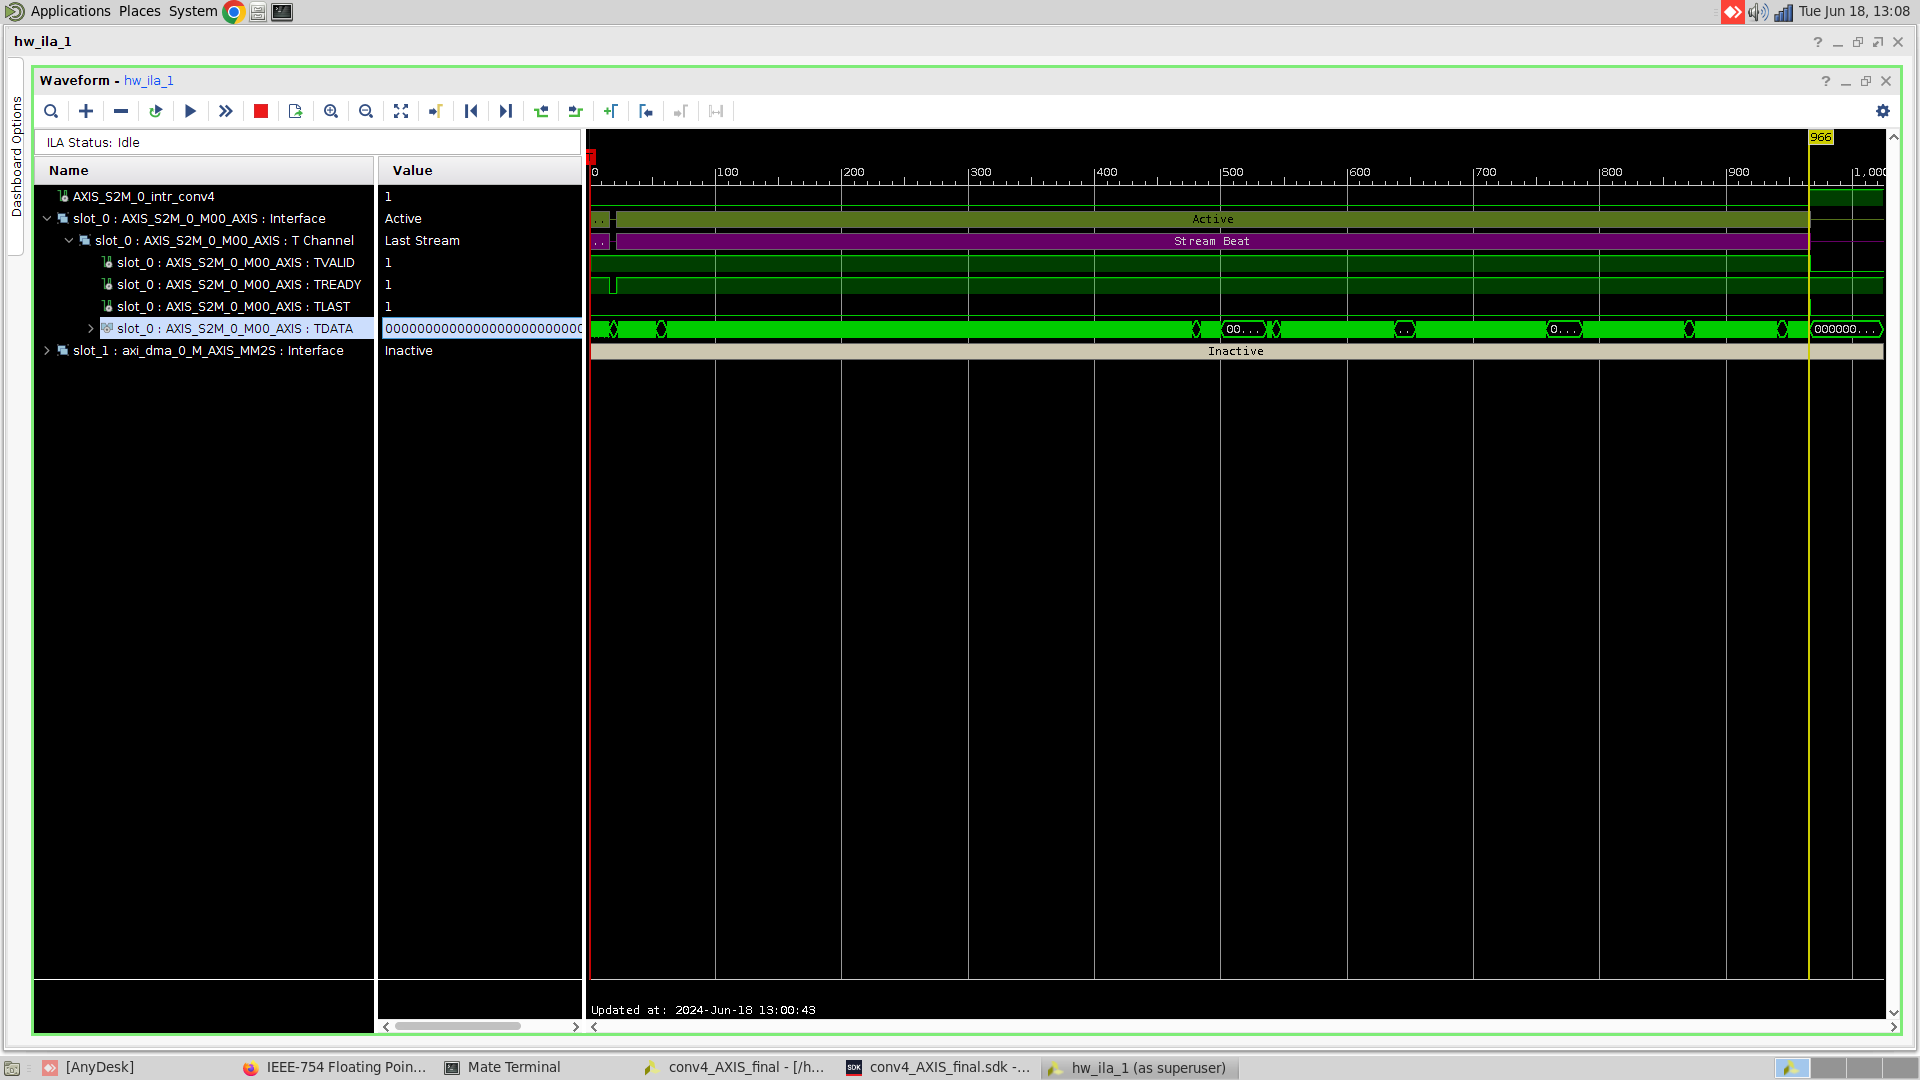 Applications Places System Tue Jun 18, 13:08
hw_ila_1 ?
Dashboard Options
Waveform - hw_ila_1 ?
ILA Status: Idle
966
Name Value
0 100 200 300 400 500 600 700 800 900 1,000
AXIS_S2M_0_intr_conv4 1
slot_0 : AXIS_S2M_0_M00_AXIS : Interface Active .. Active
slot_0 : AXIS_S2M_0_M00_AXIS : T Channel Last Stream .. Stream Beat
slot_0 : AXIS_S2M_0_M00_AXIS : TVALID 1
slot_0 : AXIS_S2M_0_M00_AXIS : TREADY 1
slot_0 : AXIS_S2M_0_M00_AXIS : TLAST 1
slot_0 : AXIS_S2M_0_M00_AXIS : TDATA 00... .. 0... 000000...
slot_1 : axi_dma_0_M_AXIS_MM2S : Interface Inactive Inactive
Updated at: 2024-Jun-18 13:00:43
[AnyDesk] IEEE-754 Floating Poin... Mate Terminal conv4_AXIS_final - [/h... SDK conv4_AXIS_final.sdk -... hw_ila_1 (as superuser)